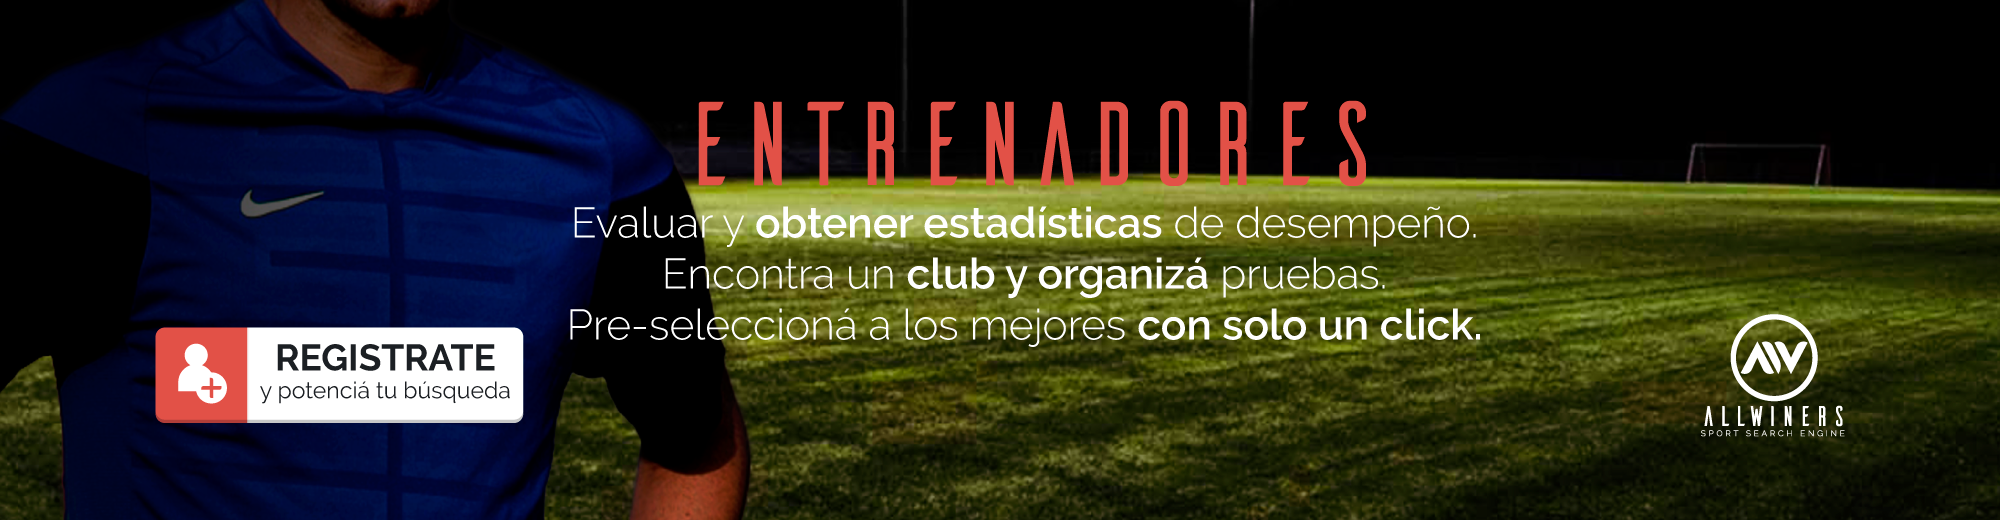 ENTRENADORES
Evaluar y obtener estadísticas de desempeño.
Encontra un club y organizá pruebas.
Pre-seleccioná a los mejores con solo un click.
REGISTRATE
y potenciá tu búsqueda
ALLWINERS
SPORT SEARCH ENGINE